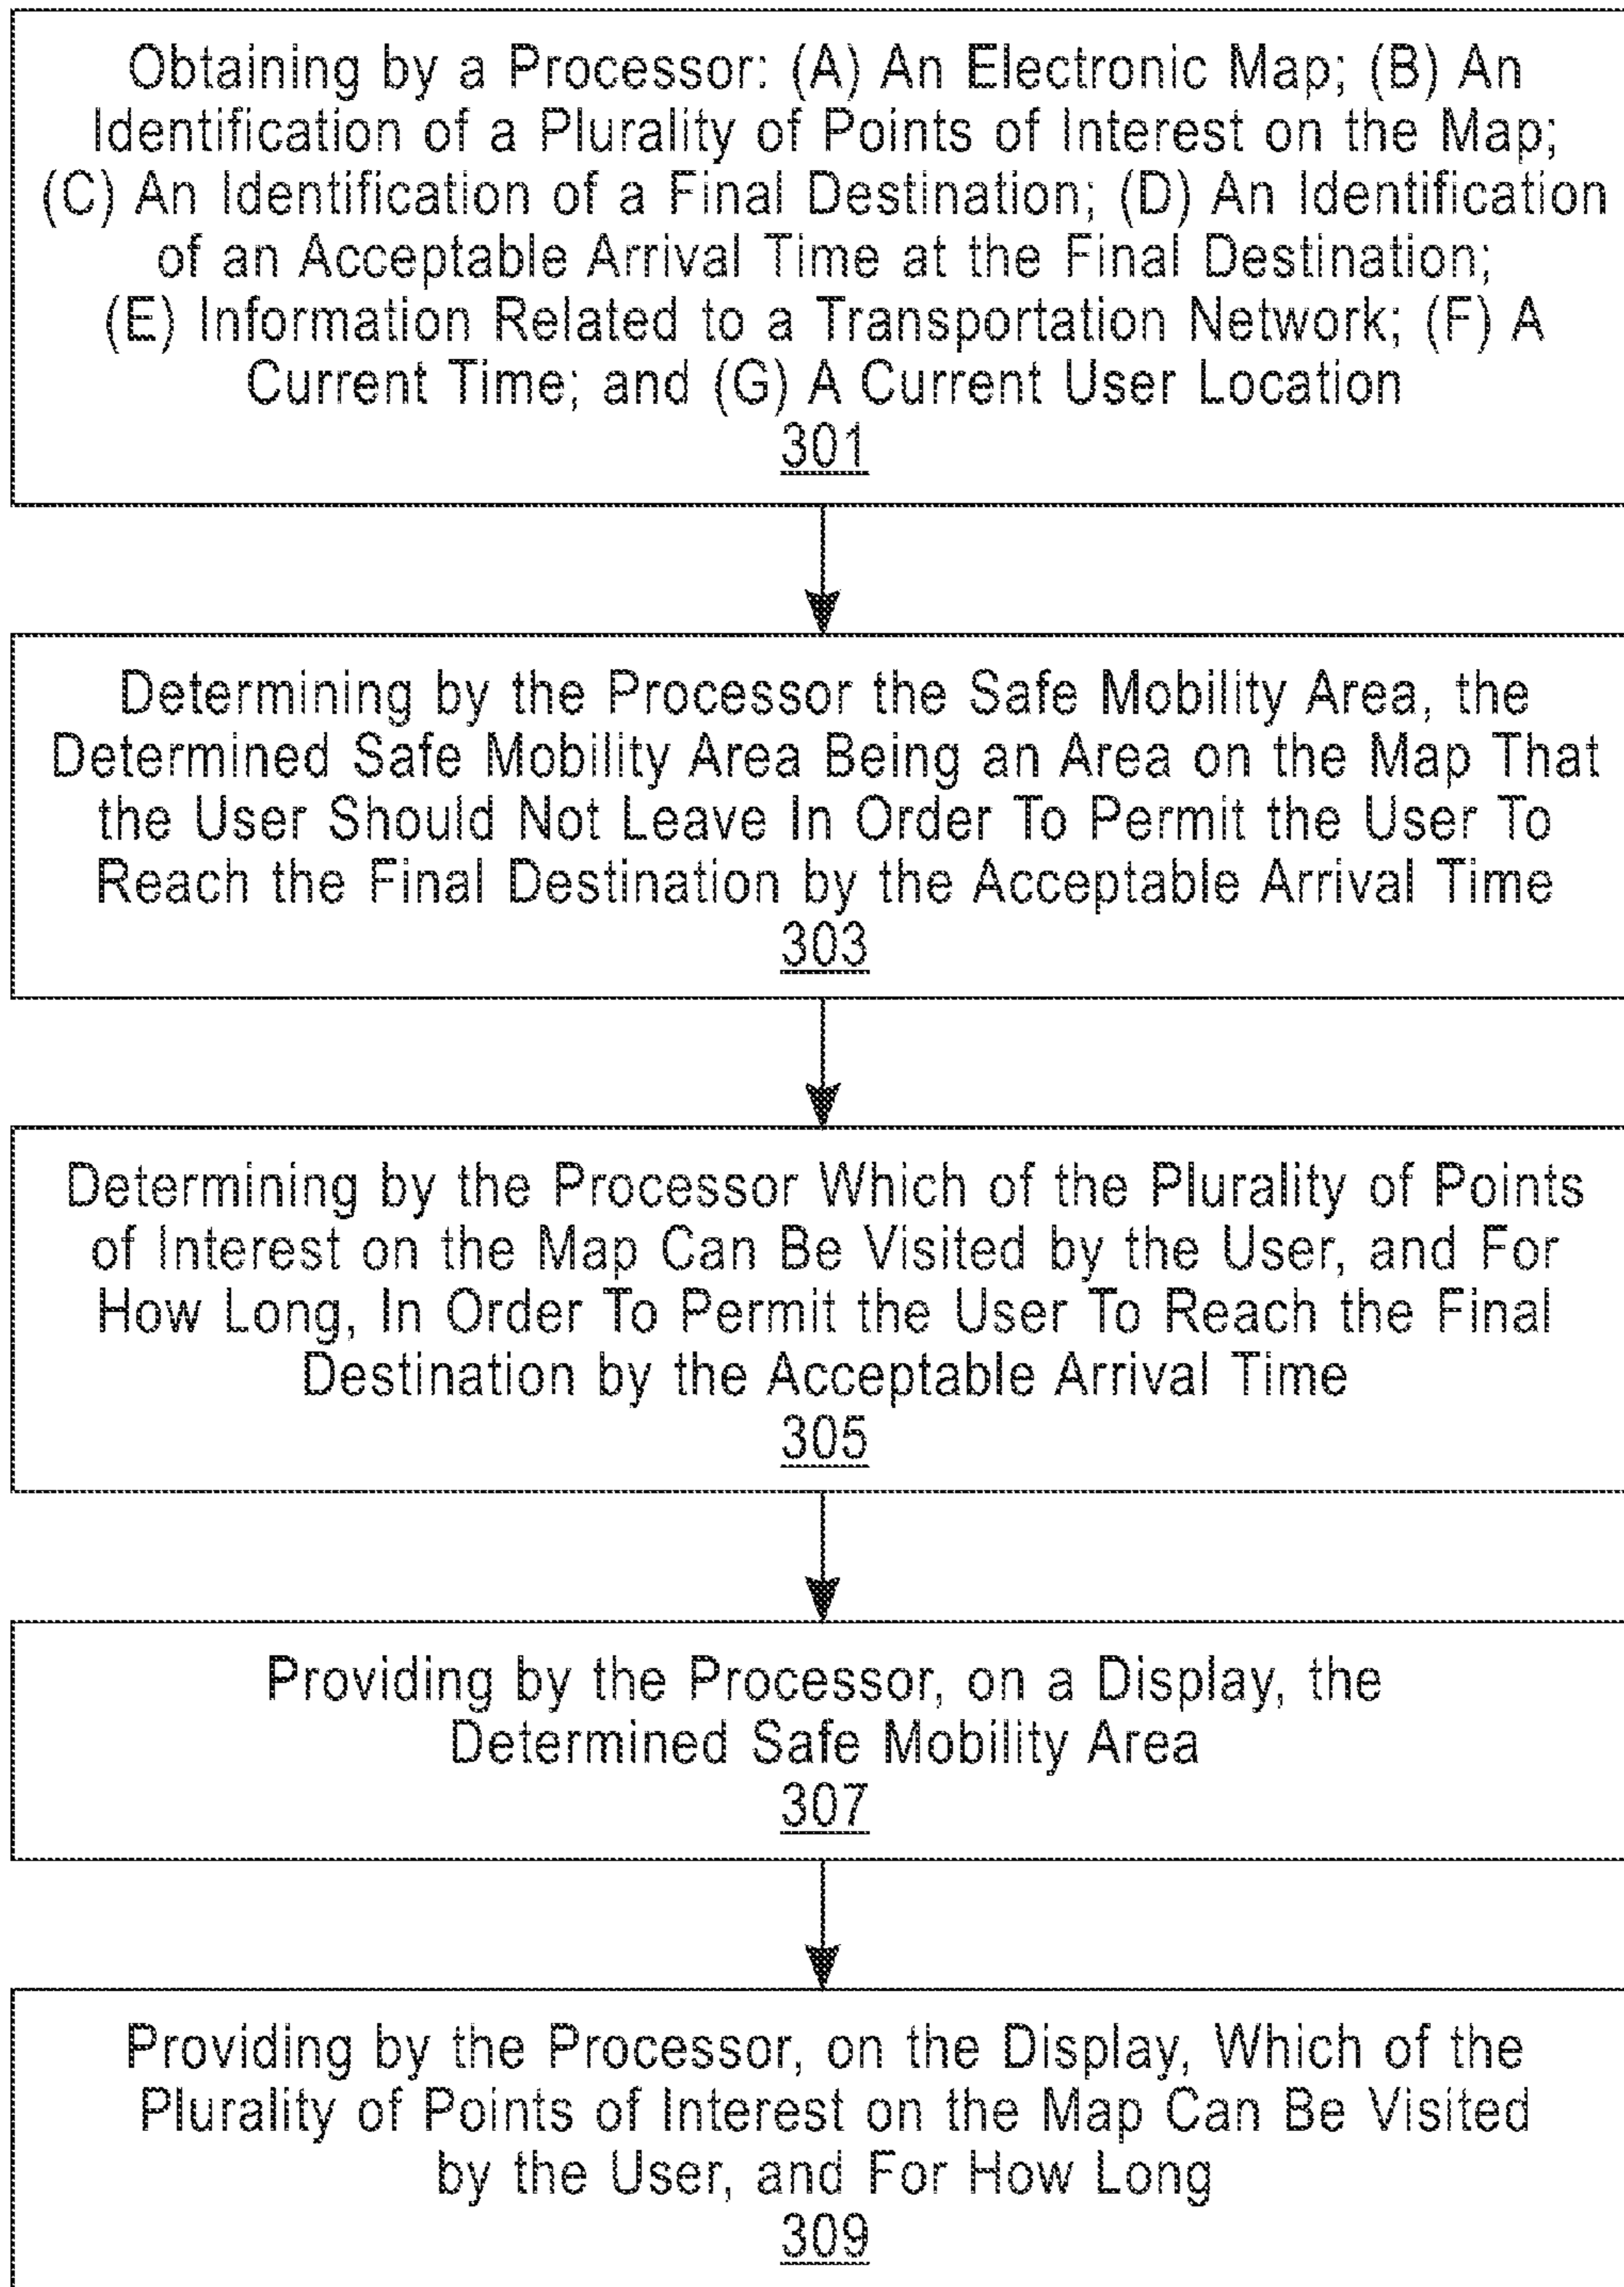 Obtaining by a Processor: (A) An Electronic Map; (B) An
Identification of a Plurality of Points of Interest on the Map;
(C) An Identification of a Final Destination; (D) An Identification
of an Acceptable Arrival Time at the Final Destination;
(E) Information Related to a Transportation Network; (F) A
Current Time; and (G) A Current User Location
301
Determining by the Processor the Safe Mobility Area, the
Determined Safe Mobility Area Being an Area on the Map That
the User Should Not Leave In Order To Permit the User To
Reach the Final Destination by the Acceptable Arrival Time
303
Determining by the Processor Which of the Plurality of Points
of Interest on the Map Can Be Visited by the User, and For
How Long, In Order To Permit the User To Reach the Final
Destination by the Acceptable Arrival Time
305
Providing by the Processor, on a Display, the
Determined Safe Mobility Area
307
Providing by the Processor, on the Display, Which of the
Plurality of Points of Interest on the Map Can Be Visited
by the User, and For How Long
309